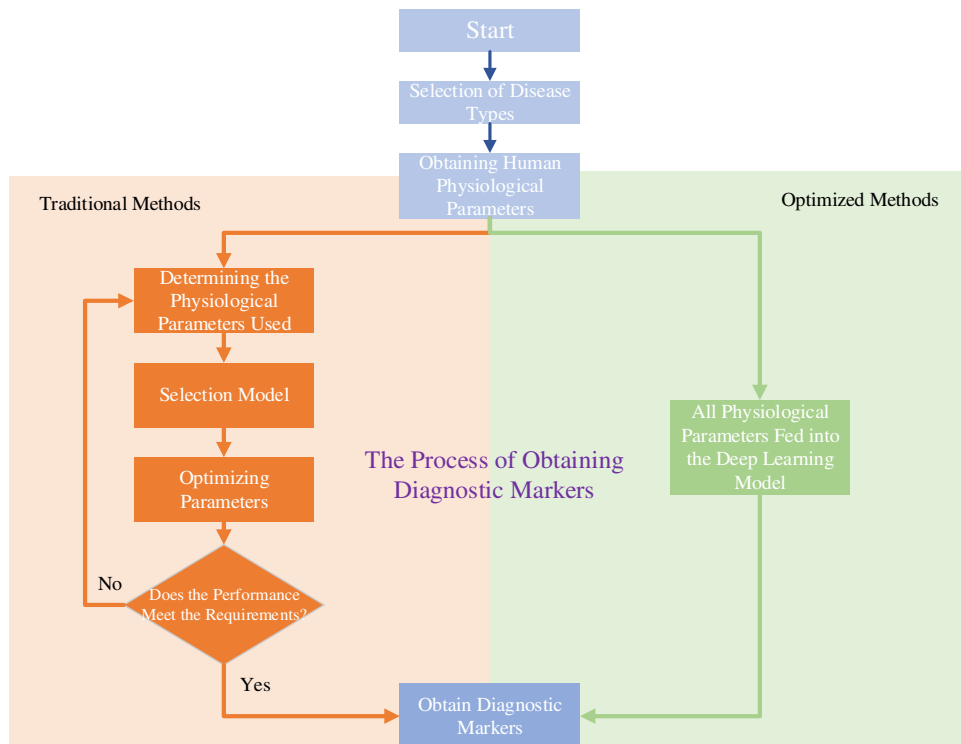 Start
Selection of Disease
Types
Obtaining Human
Physiological
Parameters
Traditional Methods
Optimized Methods
Determining the
Physiological
Parameters Used
Selection Model
Optimizing
Parameters
Does the Performance
Meet the Requirements?
No
Yes
The Process of Obtaining
Diagnostic Markers
All Physiological
Parameters Fed into
the Deep Learning
Model
Obtain Diagnostic
Markers